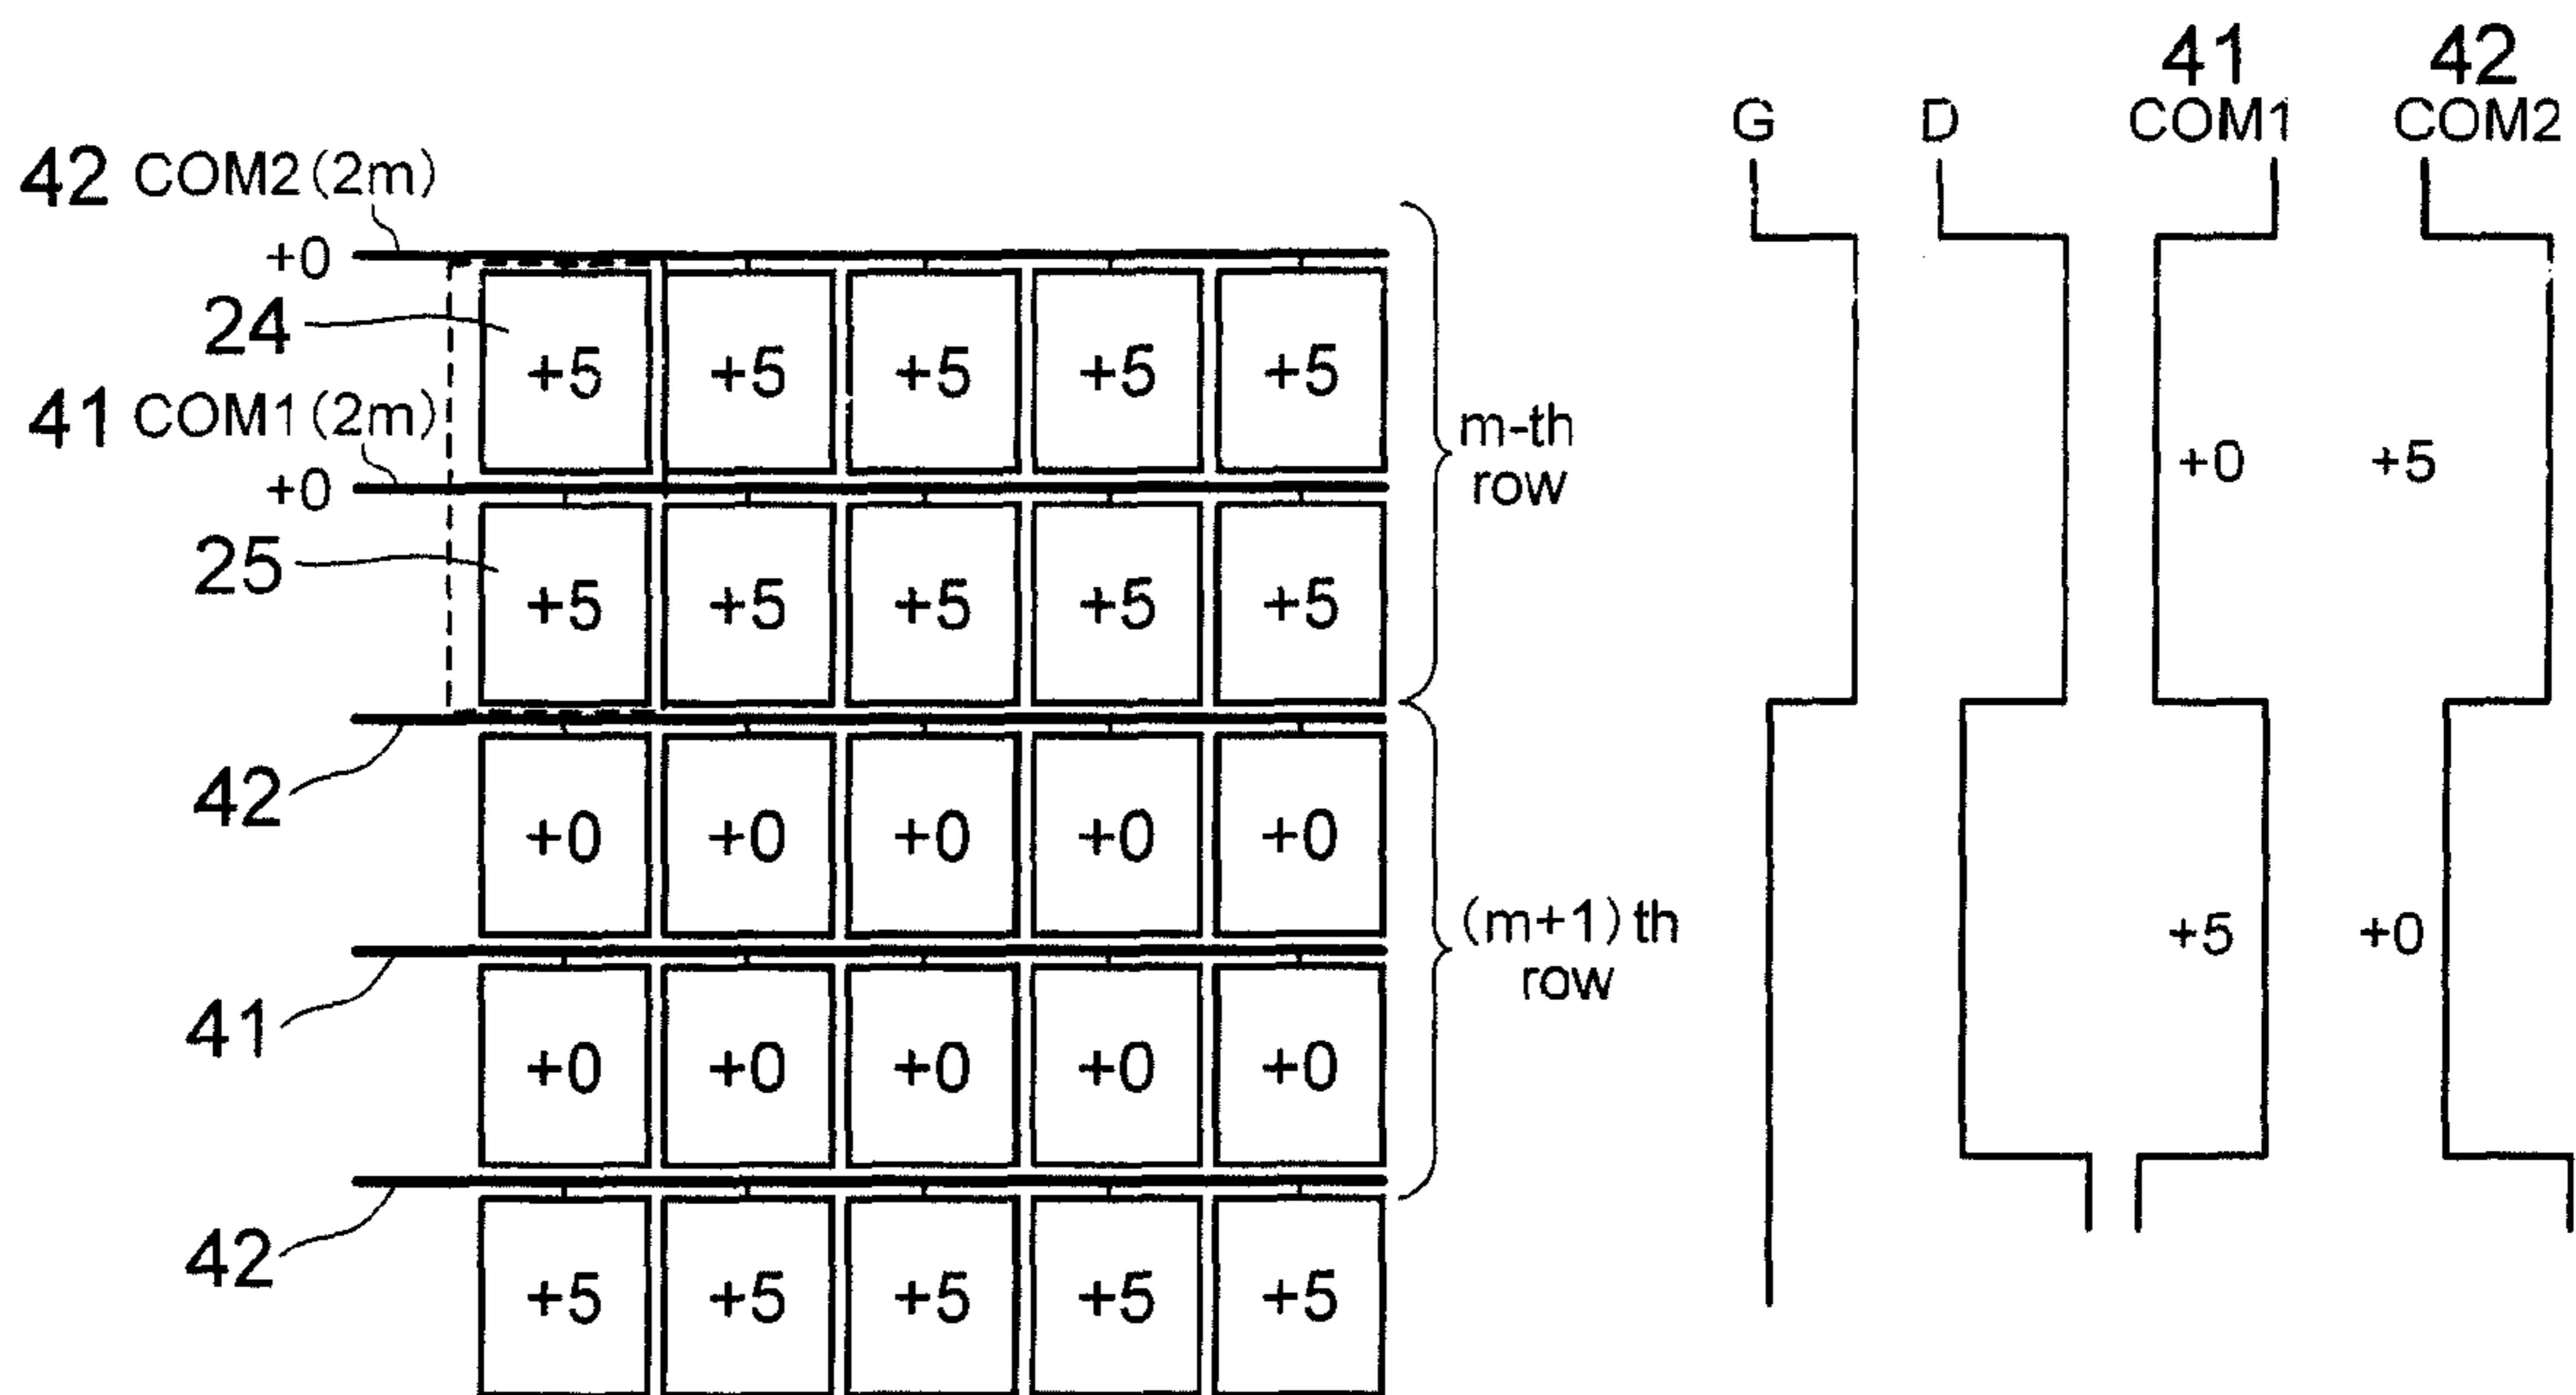 41 42
G D COM1 COM2
42 COM2(2m)
+0
24
+5 +5 +5 +5 +5
41 COM1(2m)
m-th
row
+0 +5
+0
25
+5 +5 +5 +5 +5
42
+0 +0 +0 +0 +0
(m+1)th
row
+5 +0
41
+0 +0 +0 +0 +0
42
+5 +5 +5 +5 +5